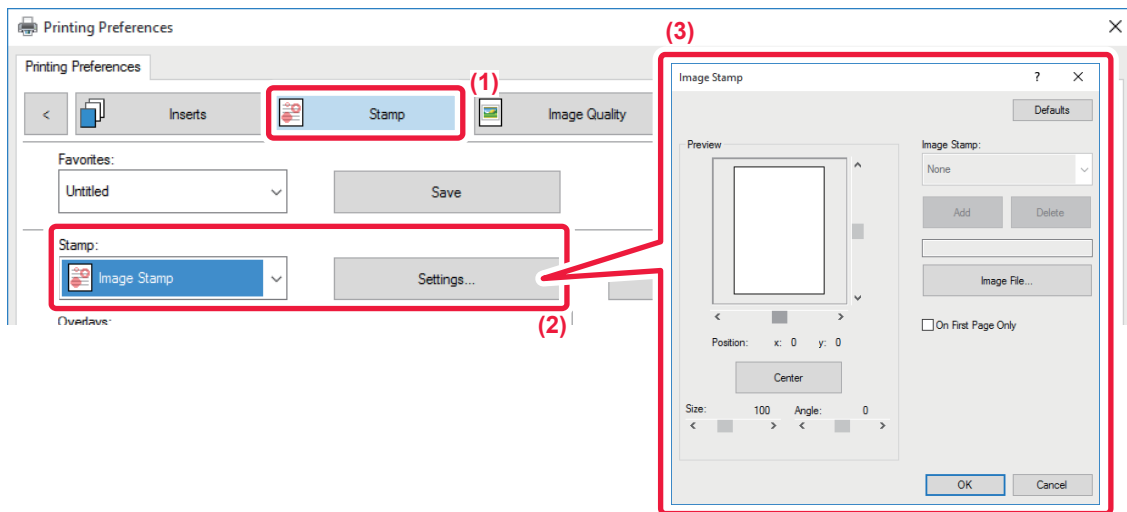 Printing Preferences
Printing Preferences
(1)
< Inserts Stamp Image Quality
Favorites:
Untitled Save
Stamp:
Image Stamp Settings...
(2)
Overlays:
(3)
Image Stamp ? X
Defaults
Preview
Position: x: 0 y: 0
Center
Size: 100 Angle: 0
Image Stamp:
None
Add Delete
Image File...
On First Page Only
OK Cancel